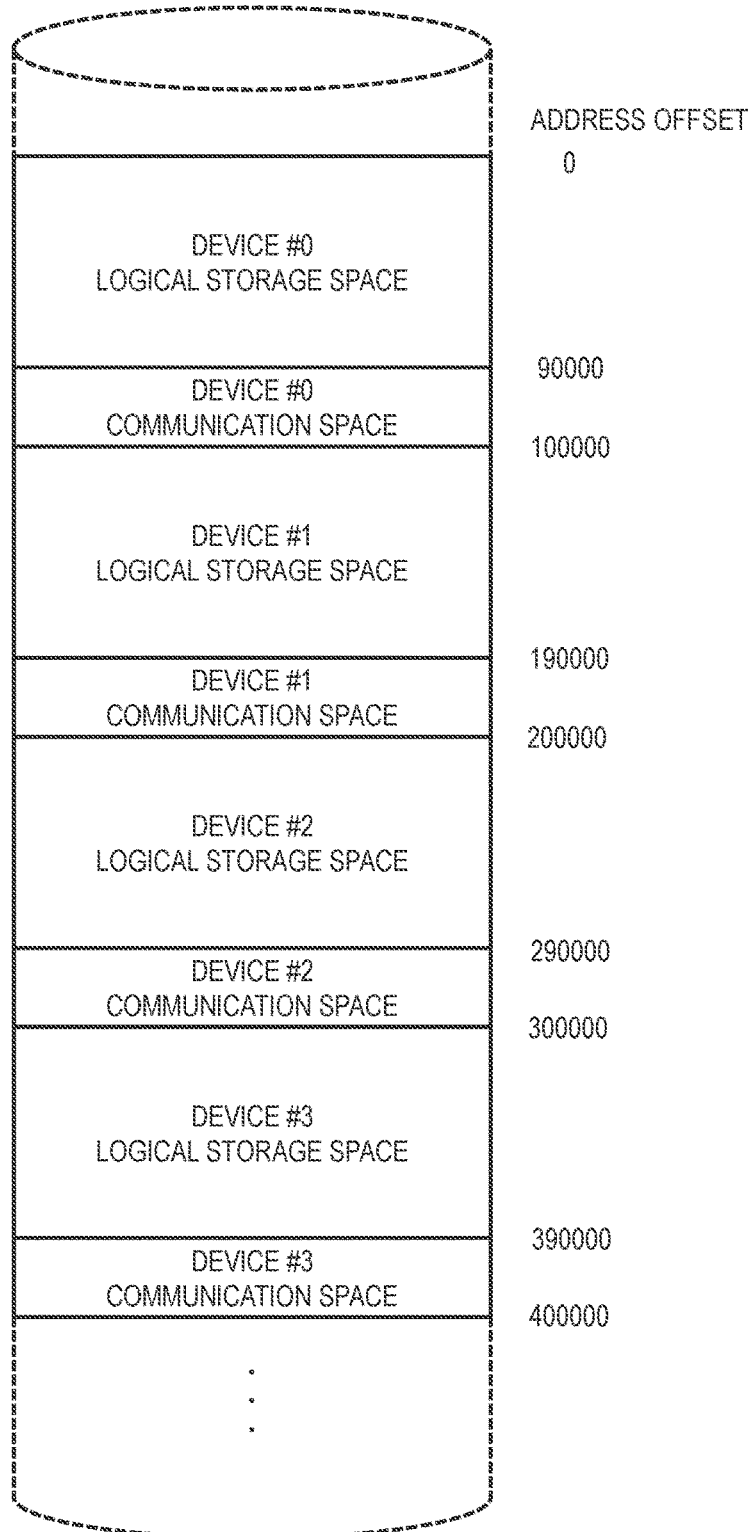 ADDRESS OFFSET
0
DEVICE #0
LOGICAL STORAGE SPACE
90000
DEVICE #0
COMMUNICATION SPACE
100000
DEVICE #1
LOGICAL STORAGE SPACE
190000
DEVICE #1
COMMUNICATION SPACE
200000
DEVICE #2
LOGICAL STORAGE SPACE
290000
DEVICE #2
COMMUNICATION SPACE
300000
DEVICE #3
LOGICAL STORAGE SPACE
390000
DEVICE #3
COMMUNICATION SPACE
400000